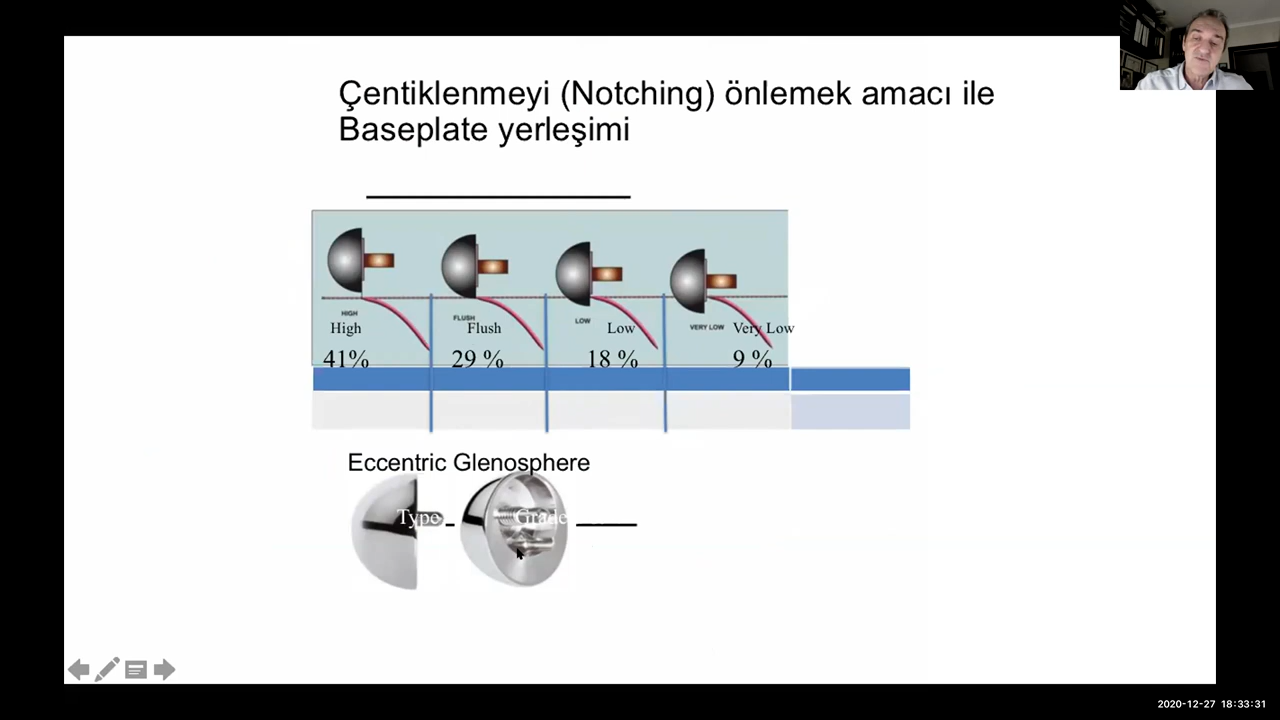 Çentiklenmeyi (Notching) önlemek amacı ile
Baseplate yerleşimi
HIGH
FLUSH
LOW
VERY LOW
High
Flush
Low
Very Low
41%
29 %
18 %
9 %
Eccentric Glenosphere
Type
Grade
2020-12-27 18:33:31